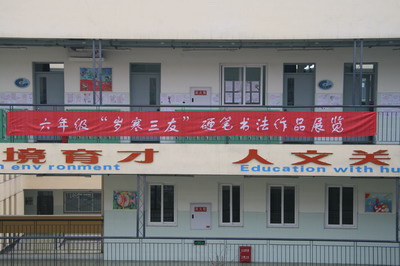 六年级“岁寒三友”硬笔书法作品展览
境育才 人文关
environment Education with hu